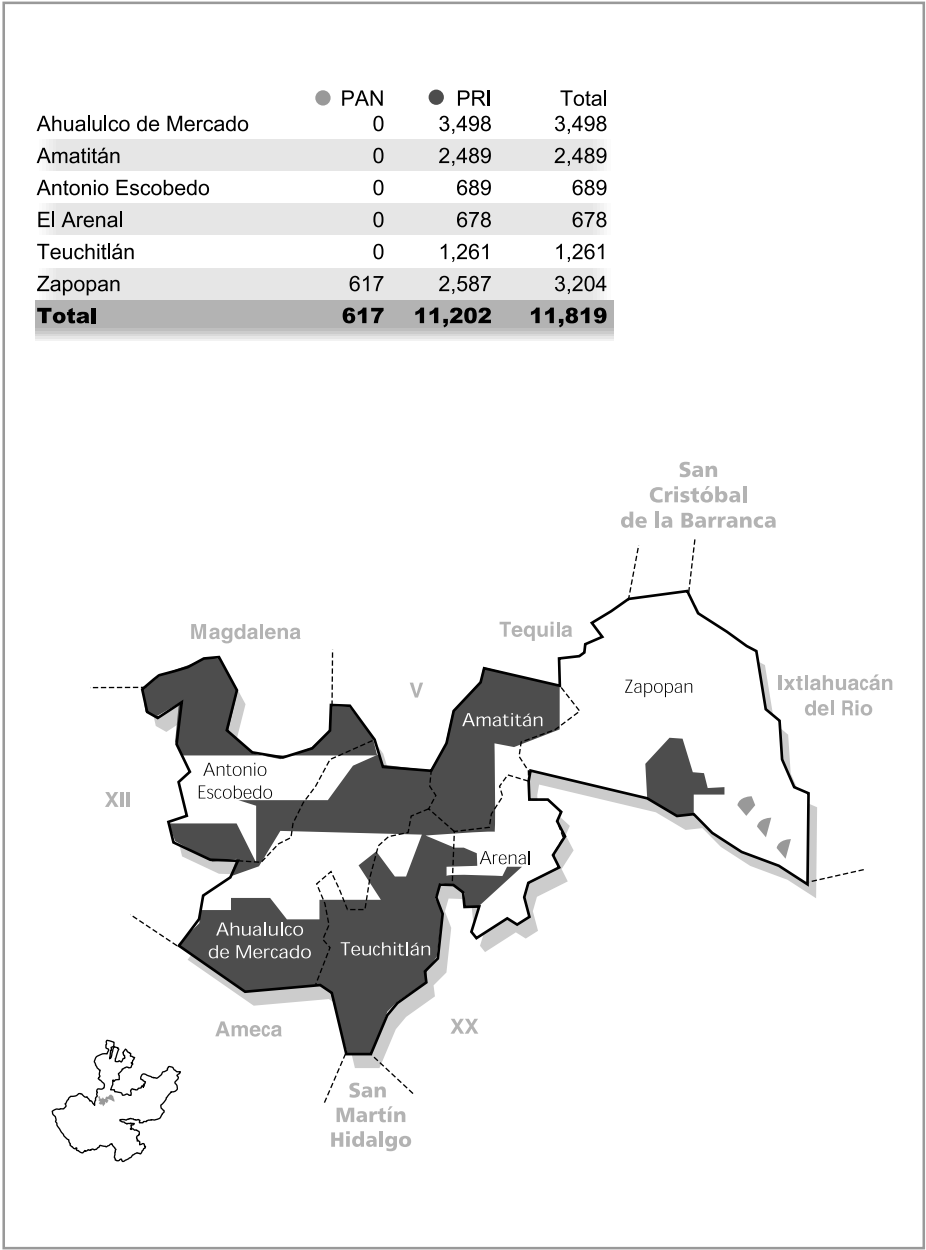 PAN PRI Total
Ahualulco de Mercado 0 3,498 3,498
Amatitán 0 2,489 2,489
Antonio Escobedo 0 689 689
El Arenal 0 678 678
Teuchitlán 0 1,261 1,261
Zapopan 617 2,587 3,204
Total 617 11,202 11,819
San
Cristóbal
de la Barranca
Magdalena
Tequila
V
Zapopan
Ixtlahuacán
del Rio
Amatitán
Antonio
Escobedo
XII
Arenal
Ahualulco
de Mercado
Teuchitlán
Ameca
XX
San
Martín
Hidalgo